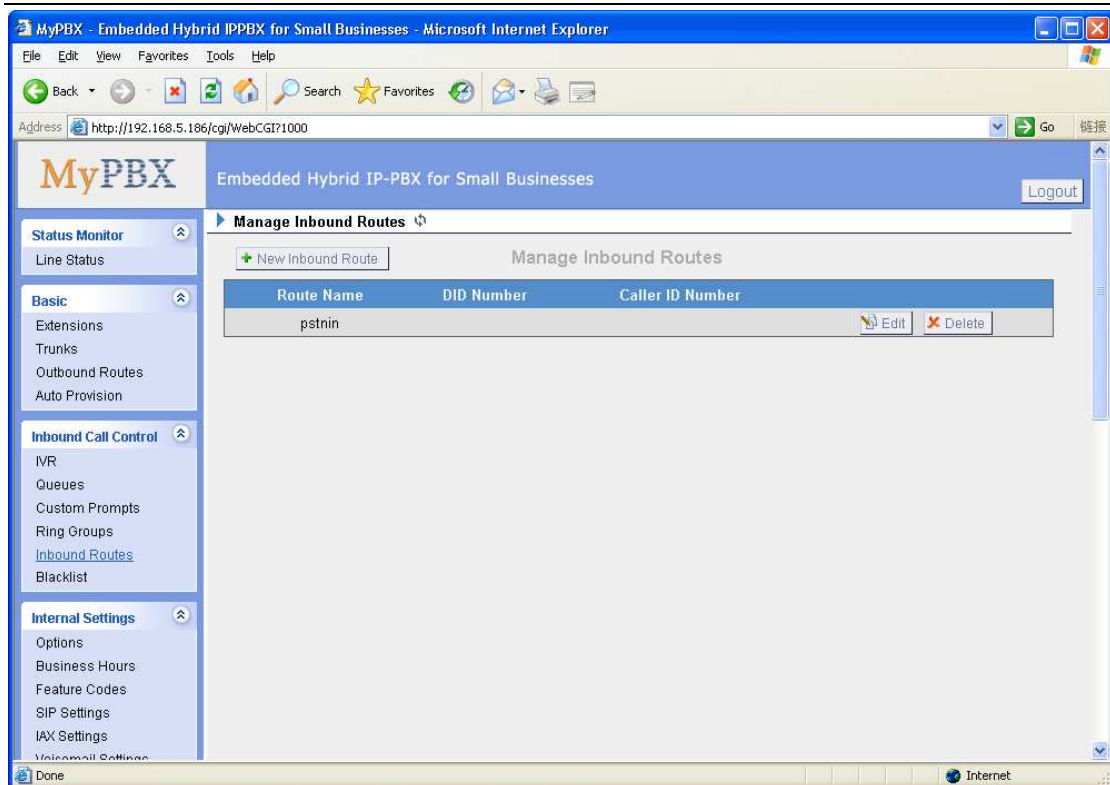 MyPBX - Embedded Hybrid IPPBX for Small Businesses - Microsoft Internet Explorer
File Edit View Favorites Tools Help
Back Search Favorites
Address http://192.168.5.186/cgi/WebCGI?1000 Go 链接
MyPBX
Embedded Hybrid IP-PBX for Small Businesses
Logout
Status Monitor
Line Status
Basic
Extensions
Trunks
Outbound Routes
Auto Provision
Inbound Call Control
IVR
Queues
Custom Prompts
Ring Groups
Inbound Routes
Blacklist
Internal Settings
Options
Business Hours
Feature Codes
SIP Settings
IAX Settings
Voicemail Settings
Manage Inbound Routes
New Inbound Route
Manage Inbound Routes
Route Name DID Number Caller ID Number
pstnin Edit Delete
Done Internet